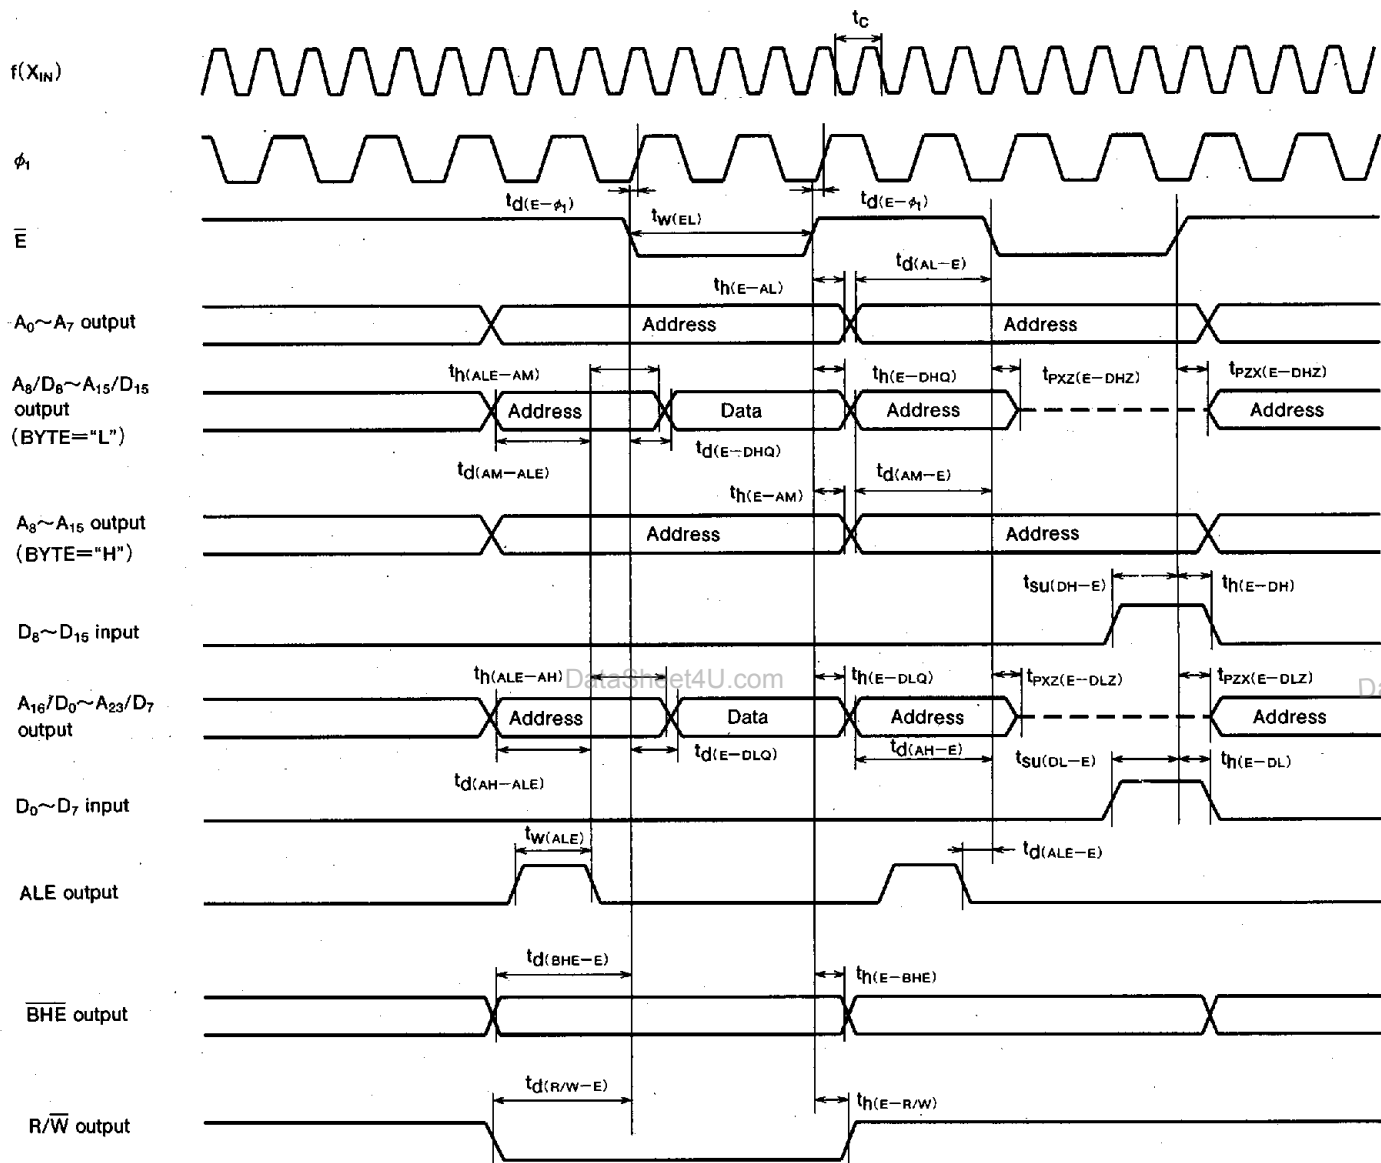 tC
f(XIN)
ϕ1
td(E−ϕ1)
tW(EL)
td(E−ϕ1)
E̅
td(AL−E)
th(E−AL)
A0~A7 output
Address
Address
th(ALE−AM)
th(E−DHQ)
tPXZ(E−DHZ)
tPZX(E−DHZ)
A8/D8~A15/D15
output
(BYTE="L")
Address
Data
Address
Address
td(E−DHQ)
td(AM−ALE)
td(AM−E)
th(E−AM)
A8~A15 output
(BYTE="H")
Address
Address
tsu(DH−E)
th(E−DH)
D8~D15 input
th(ALE−AH)
DataSheet4U.com
th(E−DLQ)
tPXZ(E−DLZ)
tPZX(E−DLZ)
Da
A16/D0~A23/D7
output
Address
Data
Address
Address
td(E−DLQ)
td(AH−E)
tsu(DL−E)
th(E−DL)
td(AH−ALE)
D0~D7 input
tW(ALE)
td(ALE−E)
ALE output
td(BHE−E)
th(E−BHE)
B̅H̅E̅ output
td(R/W−E)
th(E−R/W)
R/W̅ output